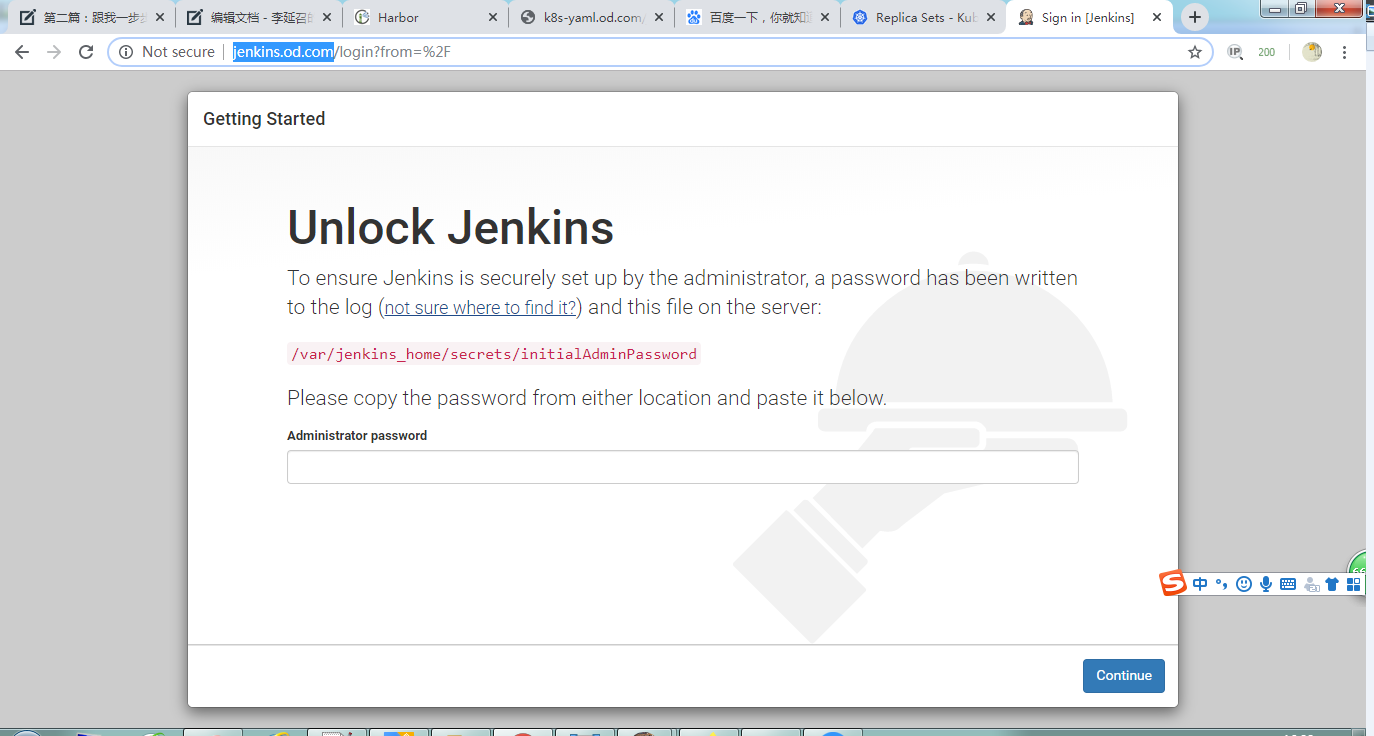 第二篇：跟我一步步
编辑文档 - 李延召的
Harbor
k8s-yaml.od.com/
百度一下，你就知道
Replica Sets - Kub
Sign in [Jenkins]
Not secure
jenkins.od.com/login?from=%2F
IP
200
Getting Started
Unlock Jenkins
To ensure Jenkins is securely set up by the administrator, a password has been written
to the log (not sure where to find it?) and this file on the server:
/var/jenkins_home/secrets/initialAdminPassword
Please copy the password from either location and paste it below.
Administrator password
中
Continue